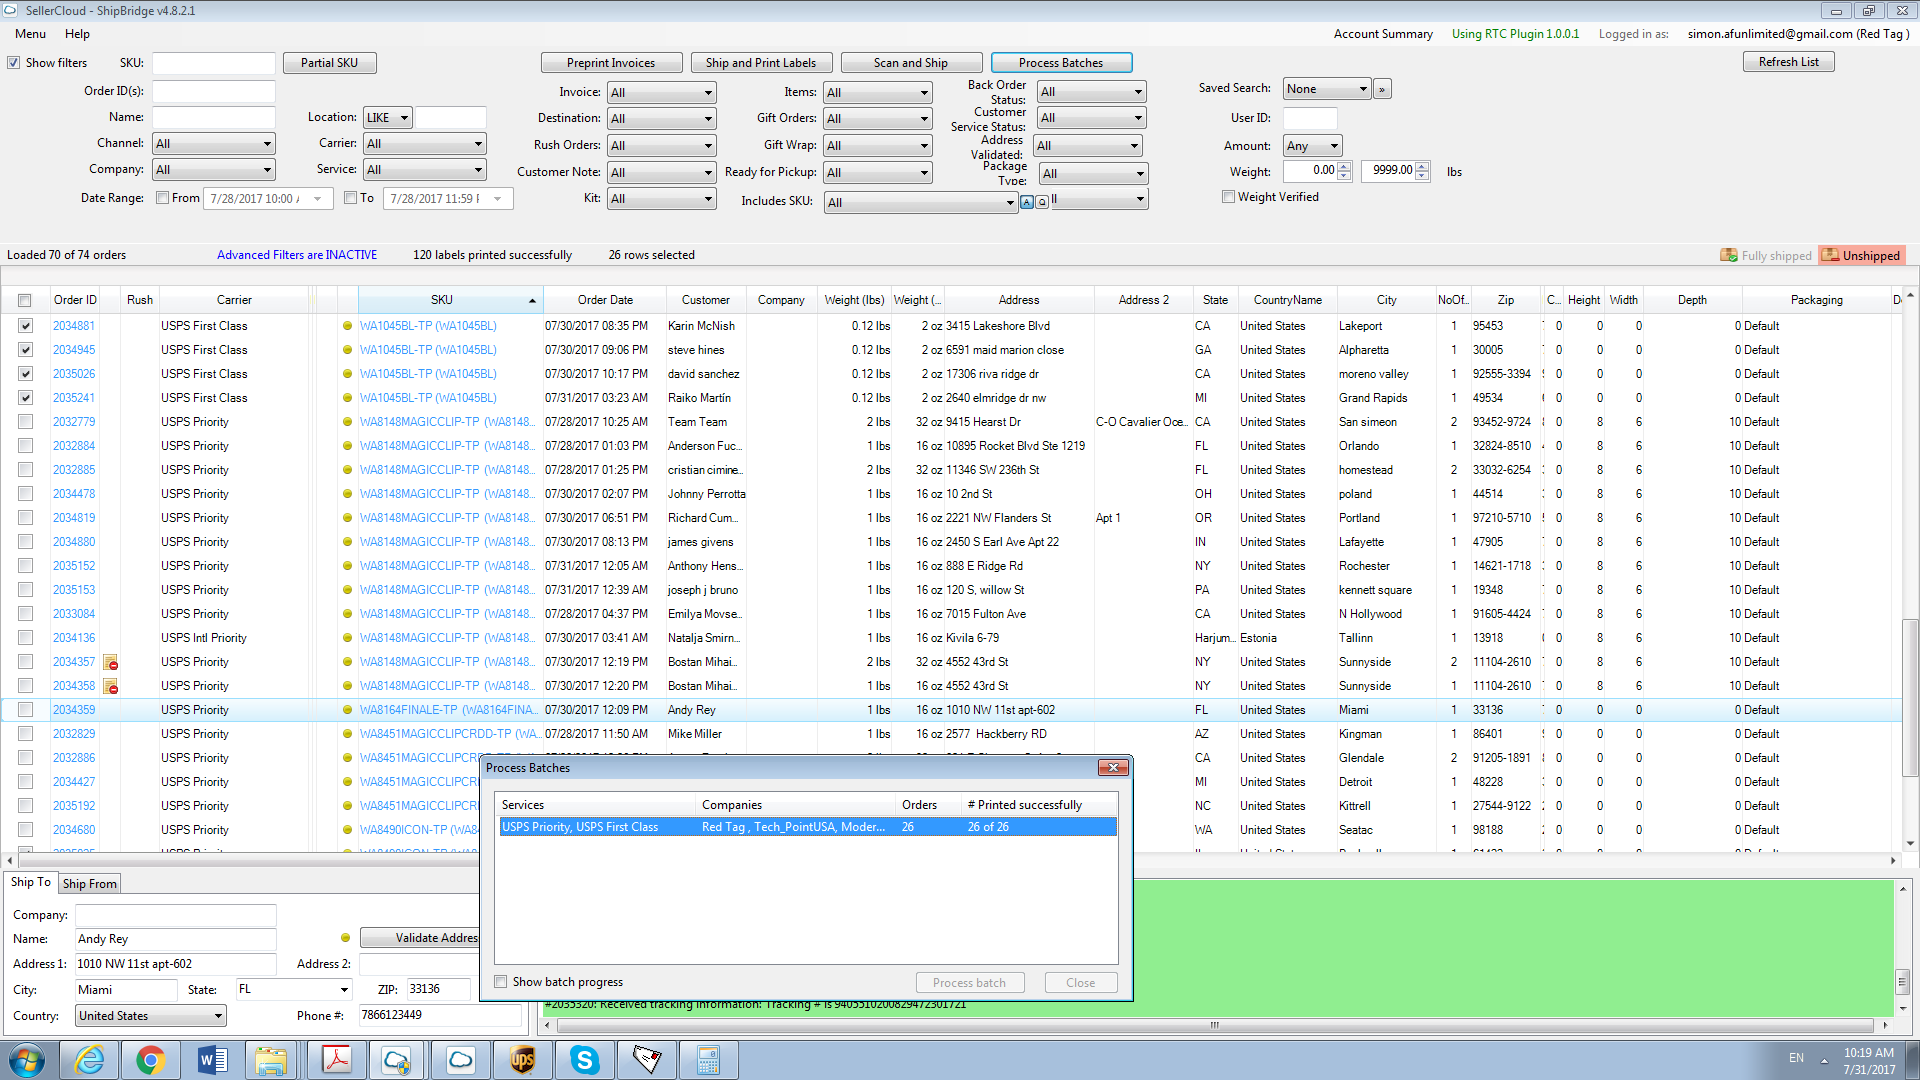 SellerCloud - ShipBridge v4.8.2.1
Menu Help
Account Summary Using RTC Plugin 1.0.0.1 Logged in as: simon.afunlimited@gmail.com (Red Tag )
Show filters SKU: Partial SKU Preprint Invoices Ship and Print Labels Scan and Ship Process Batches Refresh List
Order ID(s): Invoice: All Items: All Back Order Status: All Saved Search: None »
Name: Location: LIKE Destination: All Gift Orders: All Customer Service Status: All User ID:
Channel: All Carrier: All Rush Orders: All Gift Wrap: All Address Validated: All Amount: Any
Company: All Service: All Customer Note: All Ready for Pickup: All Package Type: All Weight: 0.00 9999.00 lbs
Date Range: From 7/28/2017 10:00 To 7/28/2017 11:59 Kit: All Includes SKU: All A Q ll Weight Verified
Loaded 70 of 74 orders Advanced Filters are INACTIVE 120 labels printed successfully 26 rows selected Fully shipped Unshipped
Order ID Rush Carrier SKU Order Date Customer Company Weight (lbs) Weight (... Address Address 2 State CountryName City NoOf... Zip C... Height Width Depth Packaging
2034881 USPS First Class WA1045BL-TP (WA1045BL) 07/30/2017 08:35 PM Karin McNish 0.12 lbs 2 oz 3415 Lakeshore Blvd CA United States Lakeport 1 95453 0 0 0 0 Default
2034945 USPS First Class WA1045BL-TP (WA1045BL) 07/30/2017 09:06 PM steve hines 0.12 lbs 2 oz 6591 maid marion close GA United States Alpharetta 1 30005 0 0 0 0 Default
2035026 USPS First Class WA1045BL-TP (WA1045BL) 07/30/2017 10:17 PM david sanchez 0.12 lbs 2 oz 17306 riva ridge dr CA United States moreno valley 1 92555-3394 0 0 0 0 Default
2035241 USPS First Class WA1045BL-TP (WA1045BL) 07/31/2017 03:23 AM Raiko Martín 0.12 lbs 2 oz 2640 elmridge dr nw MI United States Grand Rapids 1 49534 0 0 0 0 Default
2032779 USPS Priority WA8148MAGICCLIP-TP (WA8148... 07/28/2017 10:25 AM Team Team 2 lbs 32 oz 9415 Hearst Dr C-O Cavalier Oce... CA United States San simeon 2 93452-9724 0 8 6 10 Default
2032884 USPS Priority WA8148MAGICCLIP-TP (WA8148... 07/28/2017 01:03 PM Anderson Fuc... 1 lbs 16 oz 10895 Rocket Blvd Ste 1219 FL United States Orlando 1 32824-8510 0 8 6 10 Default
2032885 USPS Priority WA8148MAGICCLIP-TP (WA8148... 07/28/2017 01:25 PM cristian cimine... 2 lbs 32 oz 11346 SW 236th St FL United States homestead 2 33032-6254 0 8 6 10 Default
2034478 USPS Priority WA8148MAGICCLIP-TP (WA8148... 07/30/2017 02:07 PM Johnny Perrotta 1 lbs 16 oz 10 2nd St OH United States poland 1 44514 0 8 6 10 Default
2034819 USPS Priority WA8148MAGICCLIP-TP (WA8148... 07/30/2017 06:51 PM Richard Cum... 1 lbs 16 oz 2221 NW Flanders St Apt 1 OR United States Portland 1 97210-5710 0 8 6 10 Default
2034880 USPS Priority WA8148MAGICCLIP-TP (WA8148... 07/30/2017 08:13 PM james givens 1 lbs 16 oz 2450 S Earl Ave Apt 22 IN United States Lafayette 1 47905 0 8 6 10 Default
2035152 USPS Priority WA8148MAGICCLIP-TP (WA8148... 07/31/2017 12:05 AM Anthony Hens... 1 lbs 16 oz 888 E Ridge Rd NY United States Rochester 1 14621-1718 0 8 6 10 Default
2035153 USPS Priority WA8148MAGICCLIP-TP (WA8148... 07/31/2017 12:39 AM joseph j bruno 1 lbs 16 oz 120 S, willow St PA United States kennett square 1 19348 0 8 6 10 Default
2033084 USPS Priority WA8148MAGICCLIP-TP (WA8148... 07/28/2017 04:37 PM Emilya Movse... 1 lbs 16 oz 7015 Fulton Ave CA United States N Hollywood 1 91605-4424 0 8 6 10 Default
2034136 USPS Intl Priority WA8148MAGICCLIP-TP (WA8148... 07/30/2017 03:41 AM Natalja Smirn... 1 lbs 16 oz Kivila 6-79 Harjum... Estonia Tallinn 1 13918 0 8 6 10 Default
2034357 USPS Priority WA8148MAGICCLIP-TP (WA8148... 07/30/2017 12:19 PM Bostan Mihai... 2 lbs 32 oz 4552 43rd St NY United States Sunnyside 2 11104-2610 0 8 6 10 Default
2034358 USPS Priority WA8148MAGICCLIP-TP (WA8148... 07/30/2017 12:20 PM Bostan Mihai... 1 lbs 16 oz 4552 43rd St NY United States Sunnyside 1 11104-2610 0 8 6 10 Default
2034359 USPS Priority WA8164FINALE-TP (WA8164FINA... 07/30/2017 12:09 PM Andy Rey 1 lbs 16 oz 1010 NW 11st apt-602 FL United States Miami 1 33136 0 0 0 0 Default
2032829 USPS Priority WA8451MAGICCLIPCRDD-TP (WA... 07/28/2017 11:50 AM Mike Miller 1 lbs 16 oz 2577 Hackberry RD AZ United States Kingman 1 86401 0 0 0 0 Default
2032886 USPS Priority WA8451MAGICCLIPCR CA United States Glendale 2 91205-1891 0 0 0 0 Default
2034427 USPS Priority WA8451MAGICCLIPCR MI United States Detroit 1 48228 0 0 0 0 Default
2035192 USPS Priority WA8451MAGICCLIPCR NC United States Kittrell 1 27544-9122 0 0 0 0 Default
2034680 USPS Priority WA8490ICON-TP (WA8 WA United States Seatac 1 98188 0 0 0 0 Default
Process Batches
Services Companies Orders # Printed successfully
USPS Priority, USPS First Class Red Tag , Tech_PointUSA, Moder... 26 26 of 26
Show batch progress Process batch Close
Ship To Ship From
Company:
Name: Andy Rey Validate Addres
Address 1: 1010 NW 11st apt-602 Address 2:
City: Miami State: FL ZIP: 33136
Country: United States Phone #: 7866123449
#2035320: Received tracking information: Tracking # is 9405510200829472301721
ups
EN 10:19 AM
7/31/2017